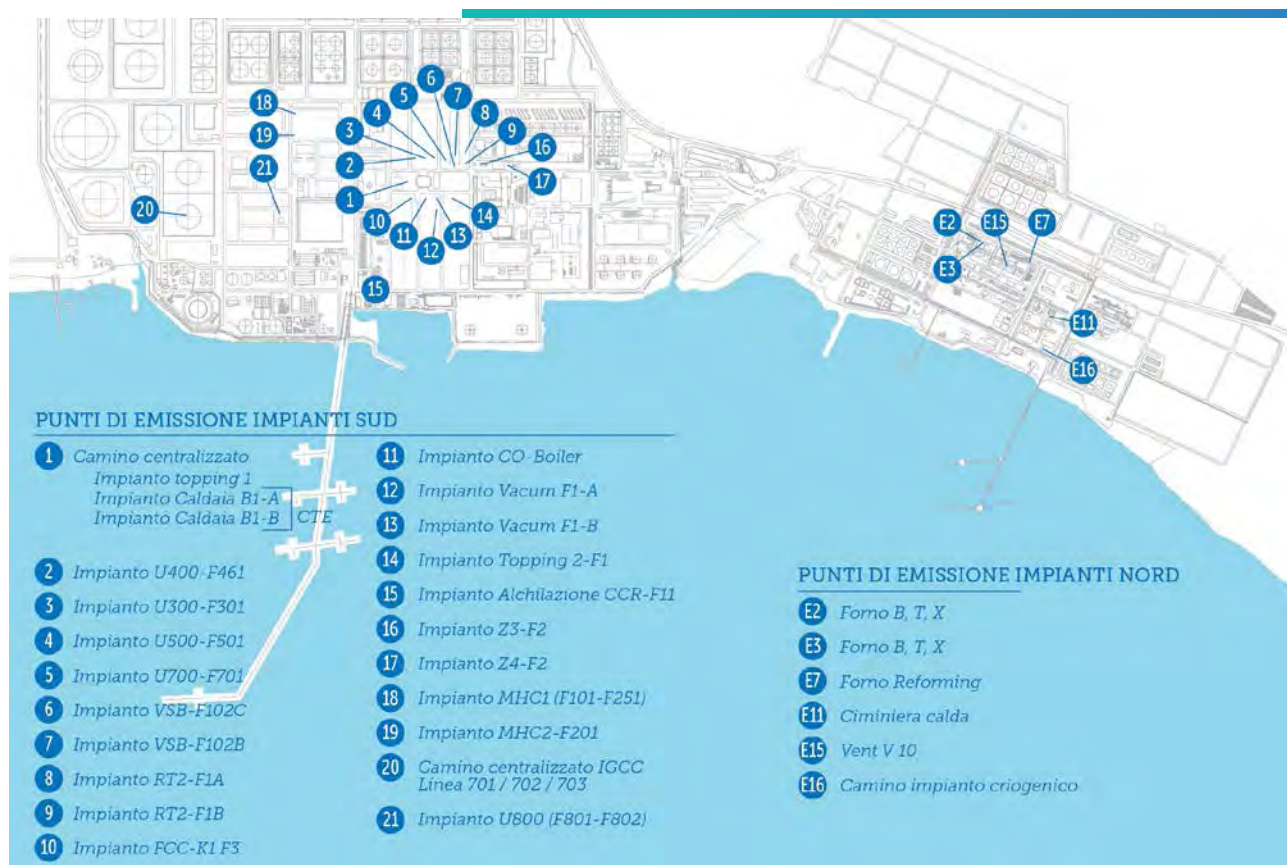 6
5
7
18
4
8
3
9
19
16
2
21
17
1
20
10
14
11
13
12
15
E2
E15
E7
E3
E11
E16
PUNTI DI EMISSIONE IMPIANTI SUD
1 Camino centralizzato
Impianto topping 1
Impianto Caldaia B1-A
Impianto Caldaia B1-B
CTE
2 Impianto U400-F461
3 Impianto U300-F301
4 Impianto U500-F501
5 Impianto U700-F701
6 Impianto VSB-F102C
7 Impianto VSB-F102B
8 Impianto RT2-F1A
9 Impianto RT2-F1B
10 Impianto FCC-K1 F3
11 Impianto CO-Boiler
12 Impianto Vacum F1-A
13 Impianto Vacum F1-B
14 Impianto Topping 2-F1
15 Impianto Alchilazione CCR-F11
16 Impianto Z3-F2
17 Impianto Z4-F2
18 Impianto MHC1 (F101-F251)
19 Impianto MHC2-F201
20 Camino centralizzato IGCC
Linea 701 / 702 / 703
21 Impianto U800 (F801-F802)
PUNTI DI EMISSIONE IMPIANTI NORD
E2 Forno B, T, X
E3 Forno B, T, X
E7 Forno Reforming
E11 Ciminiera calda
E15 Vent V 10
E16 Camino impianto criogenico